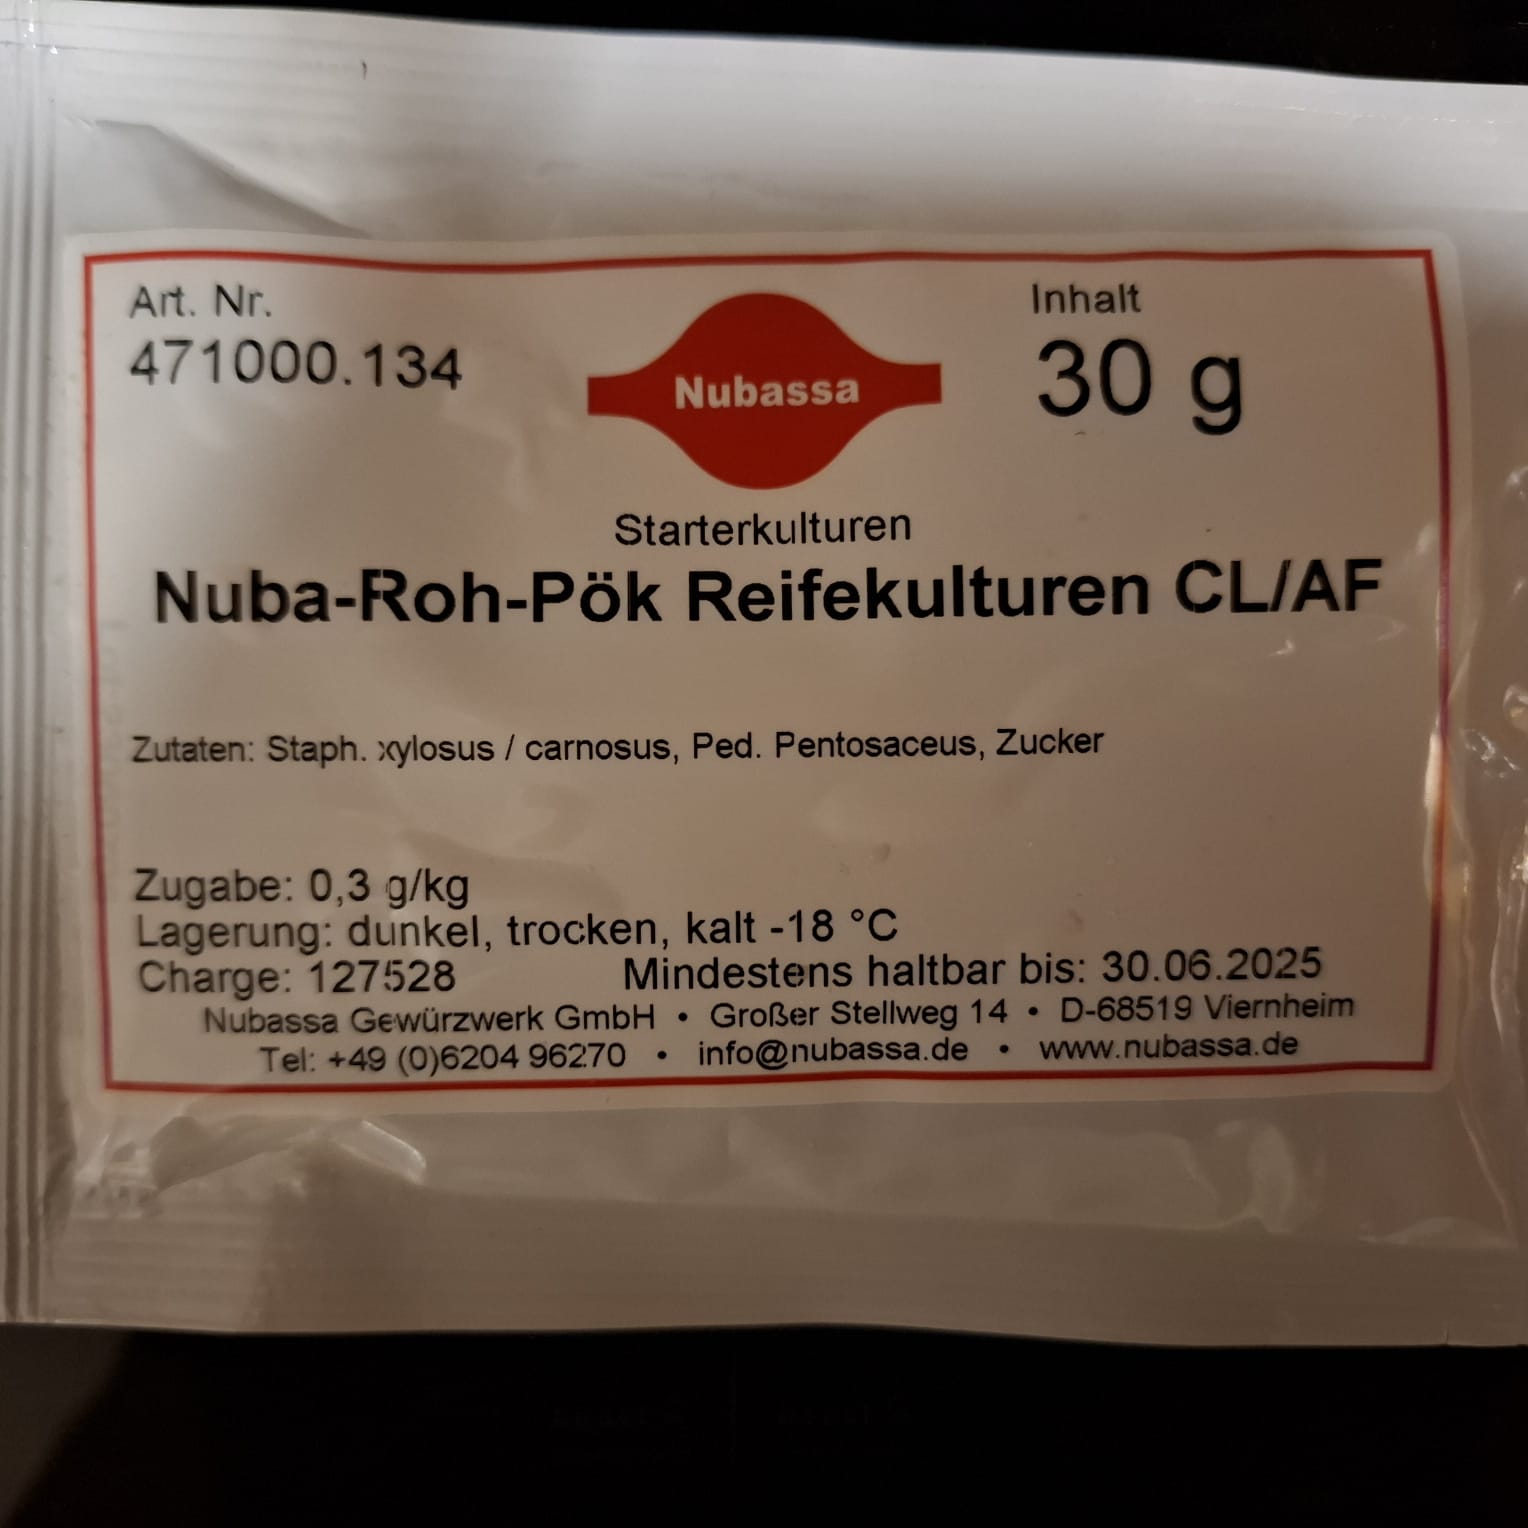 Art. Nr.
471000.134
Nubassa
Inhalt
30 g
Starterkulturen
Nuba-Roh-Pök Reifekulturen CL/AF
Zutaten: Staph. xylosus / carnosus, Ped. Pentosaceus, Zucker
Zugabe: 0,3 g/kg
Lagerung: dunkel, trocken, kalt -18 °C
Charge: 127528 Mindestens haltbar bis: 30.06.2025
Nubassa Gewürzwerk GmbH • Großer Stellweg 14 • D-68519 Viernheim
Tel: +49 (0)6204 96270 • info@nubassa.de • www.nubassa.de